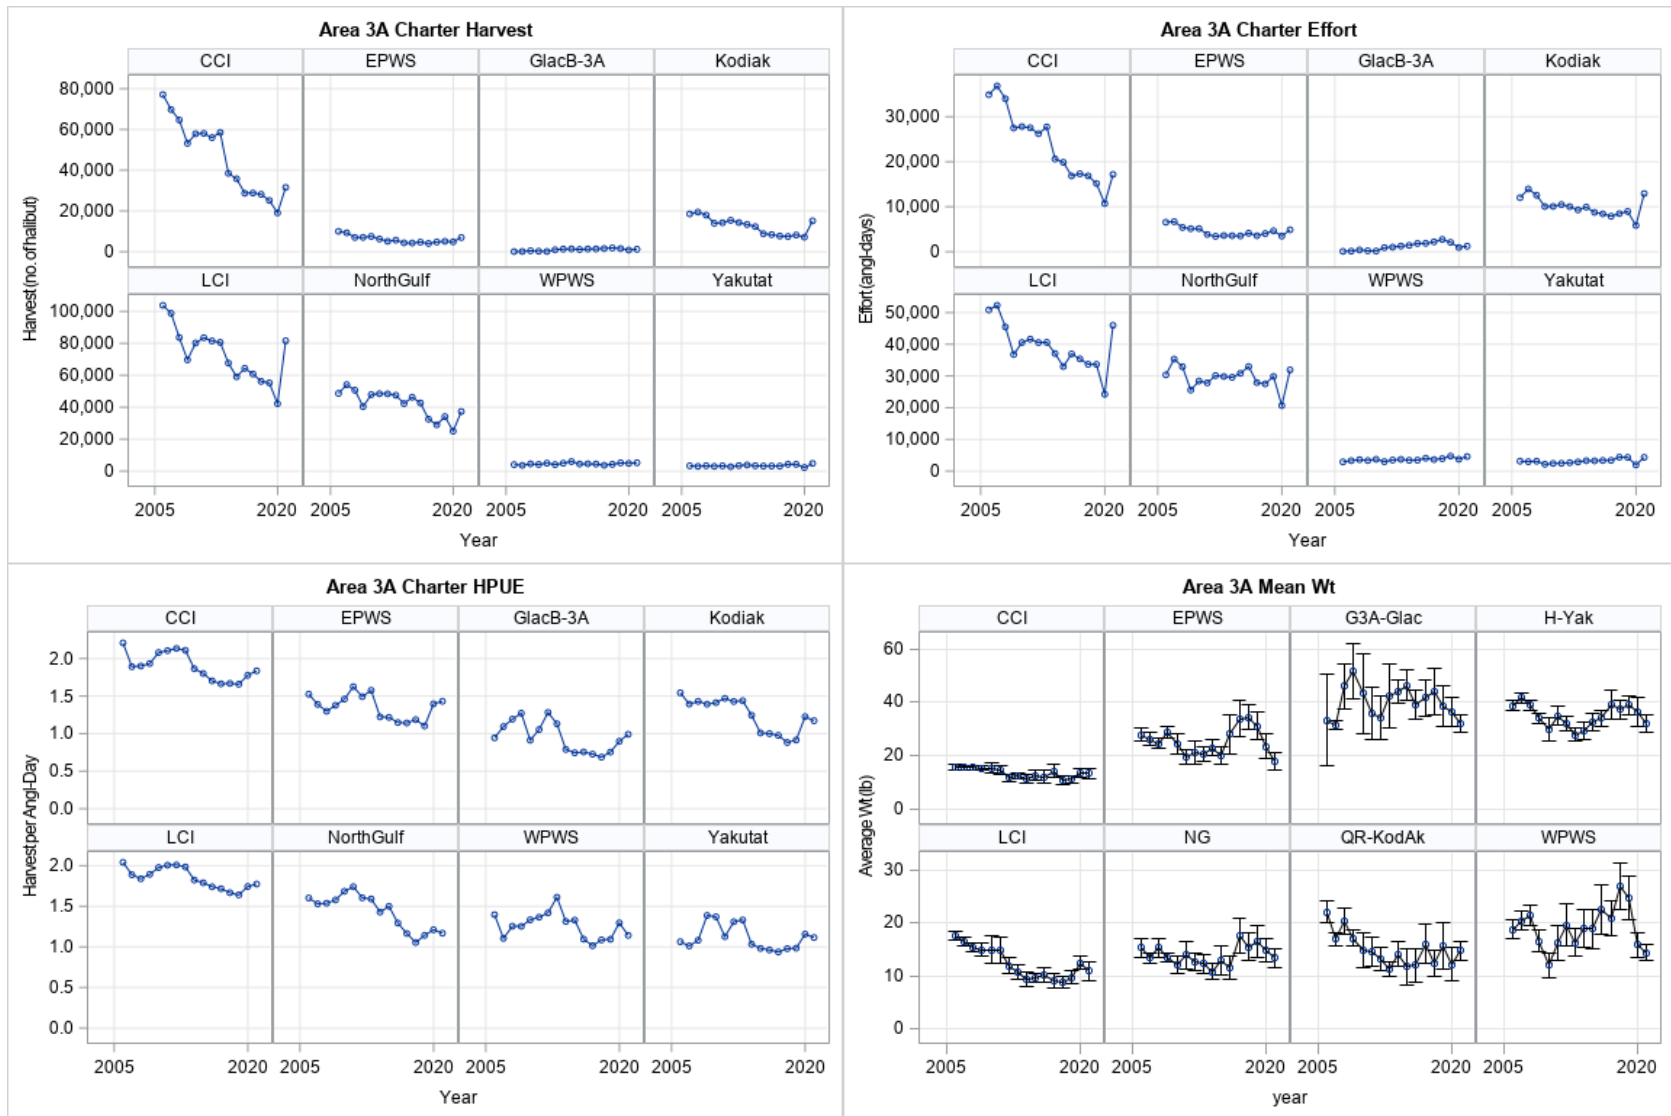 Area 3A Charter Harvest
CCI EPWS GlacB-3A Kodiak
80,000
60,000
40,000
20,000
0
LCI NorthGulf WPWS Yakutat
100,000
80,000
60,000
40,000
20,000
0
Harvest (no. of halibut)
2005 2020 2005 2020 2005 2020 2005 2020
Year
Area 3A Charter Effort
CCI EPWS GlacB-3A Kodiak
30,000
20,000
10,000
0
LCI NorthGulf WPWS Yakutat
50,000
40,000
30,000
20,000
10,000
0
Effort (angl-days)
2005 2020 2005 2020 2005 2020 2005 2020
Year
Area 3A Charter HPUE
CCI EPWS GlacB-3A Kodiak
2.0
1.5
1.0
0.5
0.0
LCI NorthGulf WPWS Yakutat
2.0
1.5
1.0
0.5
0.0
Harvest per Angl-Day
2005 2020 2005 2020 2005 2020 2005 2020
Year
Area 3A Mean Wt
CCI EPWS G3A-Glac H-Yak
60
40
20
0
LCI NG QR-KodAk WPWS
30
20
10
0
Average Wt (lb)
2005 2020 2005 2020 2005 2020 2005 2020
year